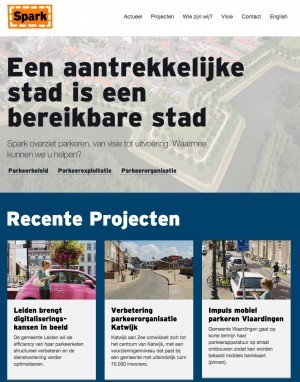 Spark
Actueel Projecten Wie zijn wij? Visie Contact English
Een aantrekkelijke
stad is een
bereikbare stad
Spark overziet parkeren, van visie tot uitvoering. Waarmee
kunnen we u helpen?
Parkeerbeleid Parkeerexploitatie Parkeerorganisatie
Recente Projecten
Leiden brengt
digitaliserings-
kansen in beeld
De gemeente Leiden wil de
efficiency van haar parkeertaken
structureel verbeteren en de
dienstverlening verder
optimaliseren.
Verbetering
parkeerorganisatie
Katwijk
Katwijk aan Zee ontwikkelt zich tot
het centrum van Katwijk, met een
voorzieningenniveau dat past bij
een gemeente met uiteindelijk ruim
70.000 inwoners.
Impuls mobiel
parkeren Vlaardingen
Gemeente Vlaardingen gaat op
korte termijn haar
parkeerapparatuur op straat
ombouwen zodat kan worden
betaald middels bankkaart
(pinnen).